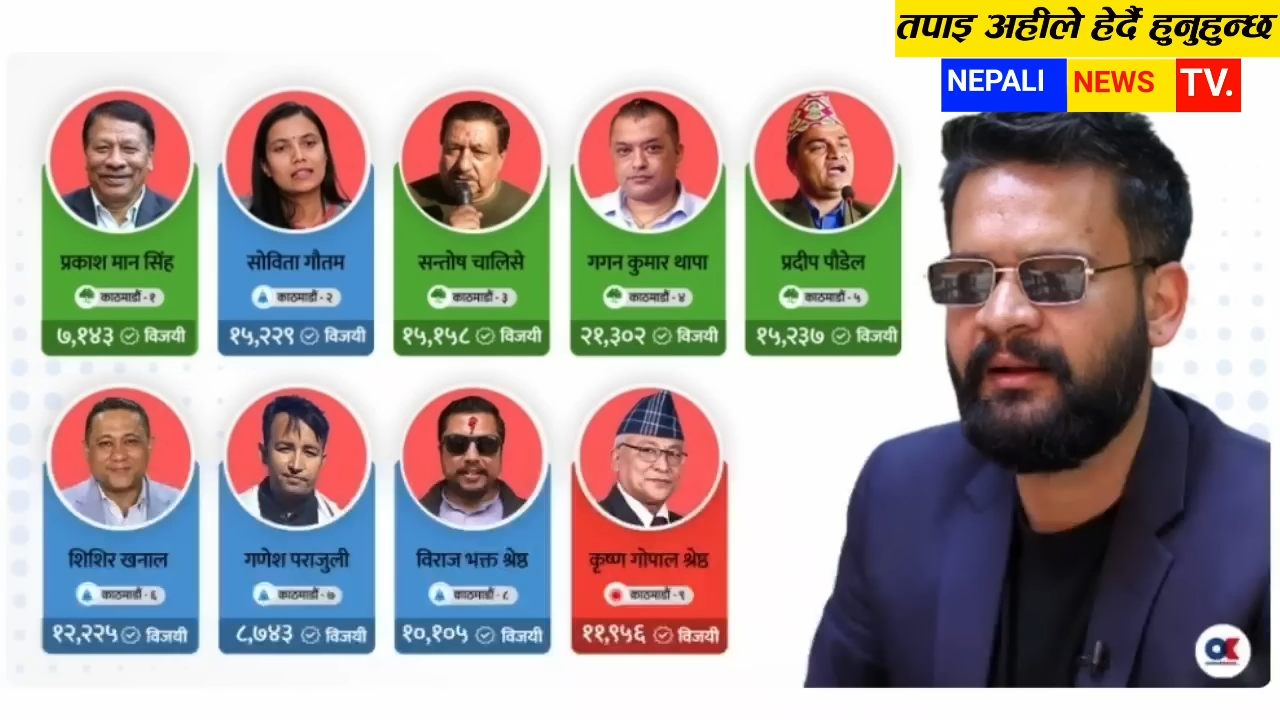 तपाइ अहीले हेर्दै हुनुहुन्छ
NEPALI NEWS TV.
प्रकाश मान सिंह
काठमाडौं - १
७,१४३ विजयी
सोविता गौतम
काठमाडौं - २
१५,२२९ विजयी
सन्तोष चालिसे
काठमाडौं - ३
१५,१५८ विजयी
गगन कुमार थापा
काठमाडौं - ४
२१,३०२ विजयी
प्रदीप पौडेल
काठमाडौं - ५
१५,२३७ विजयी
शिशिर खनाल
काठमाडौं - ६
१२,२२५ विजयी
गणेश पराजुली
काठमाडौं - ७
८,७४३ विजयी
विराज भक्त श्रेष्ठ
काठमाडौं - ८
१०,१०५ विजयी
कृष्ण गोपाल श्रेष्ठ
काठमाडौं - ९
११,९५६ विजयी
OK